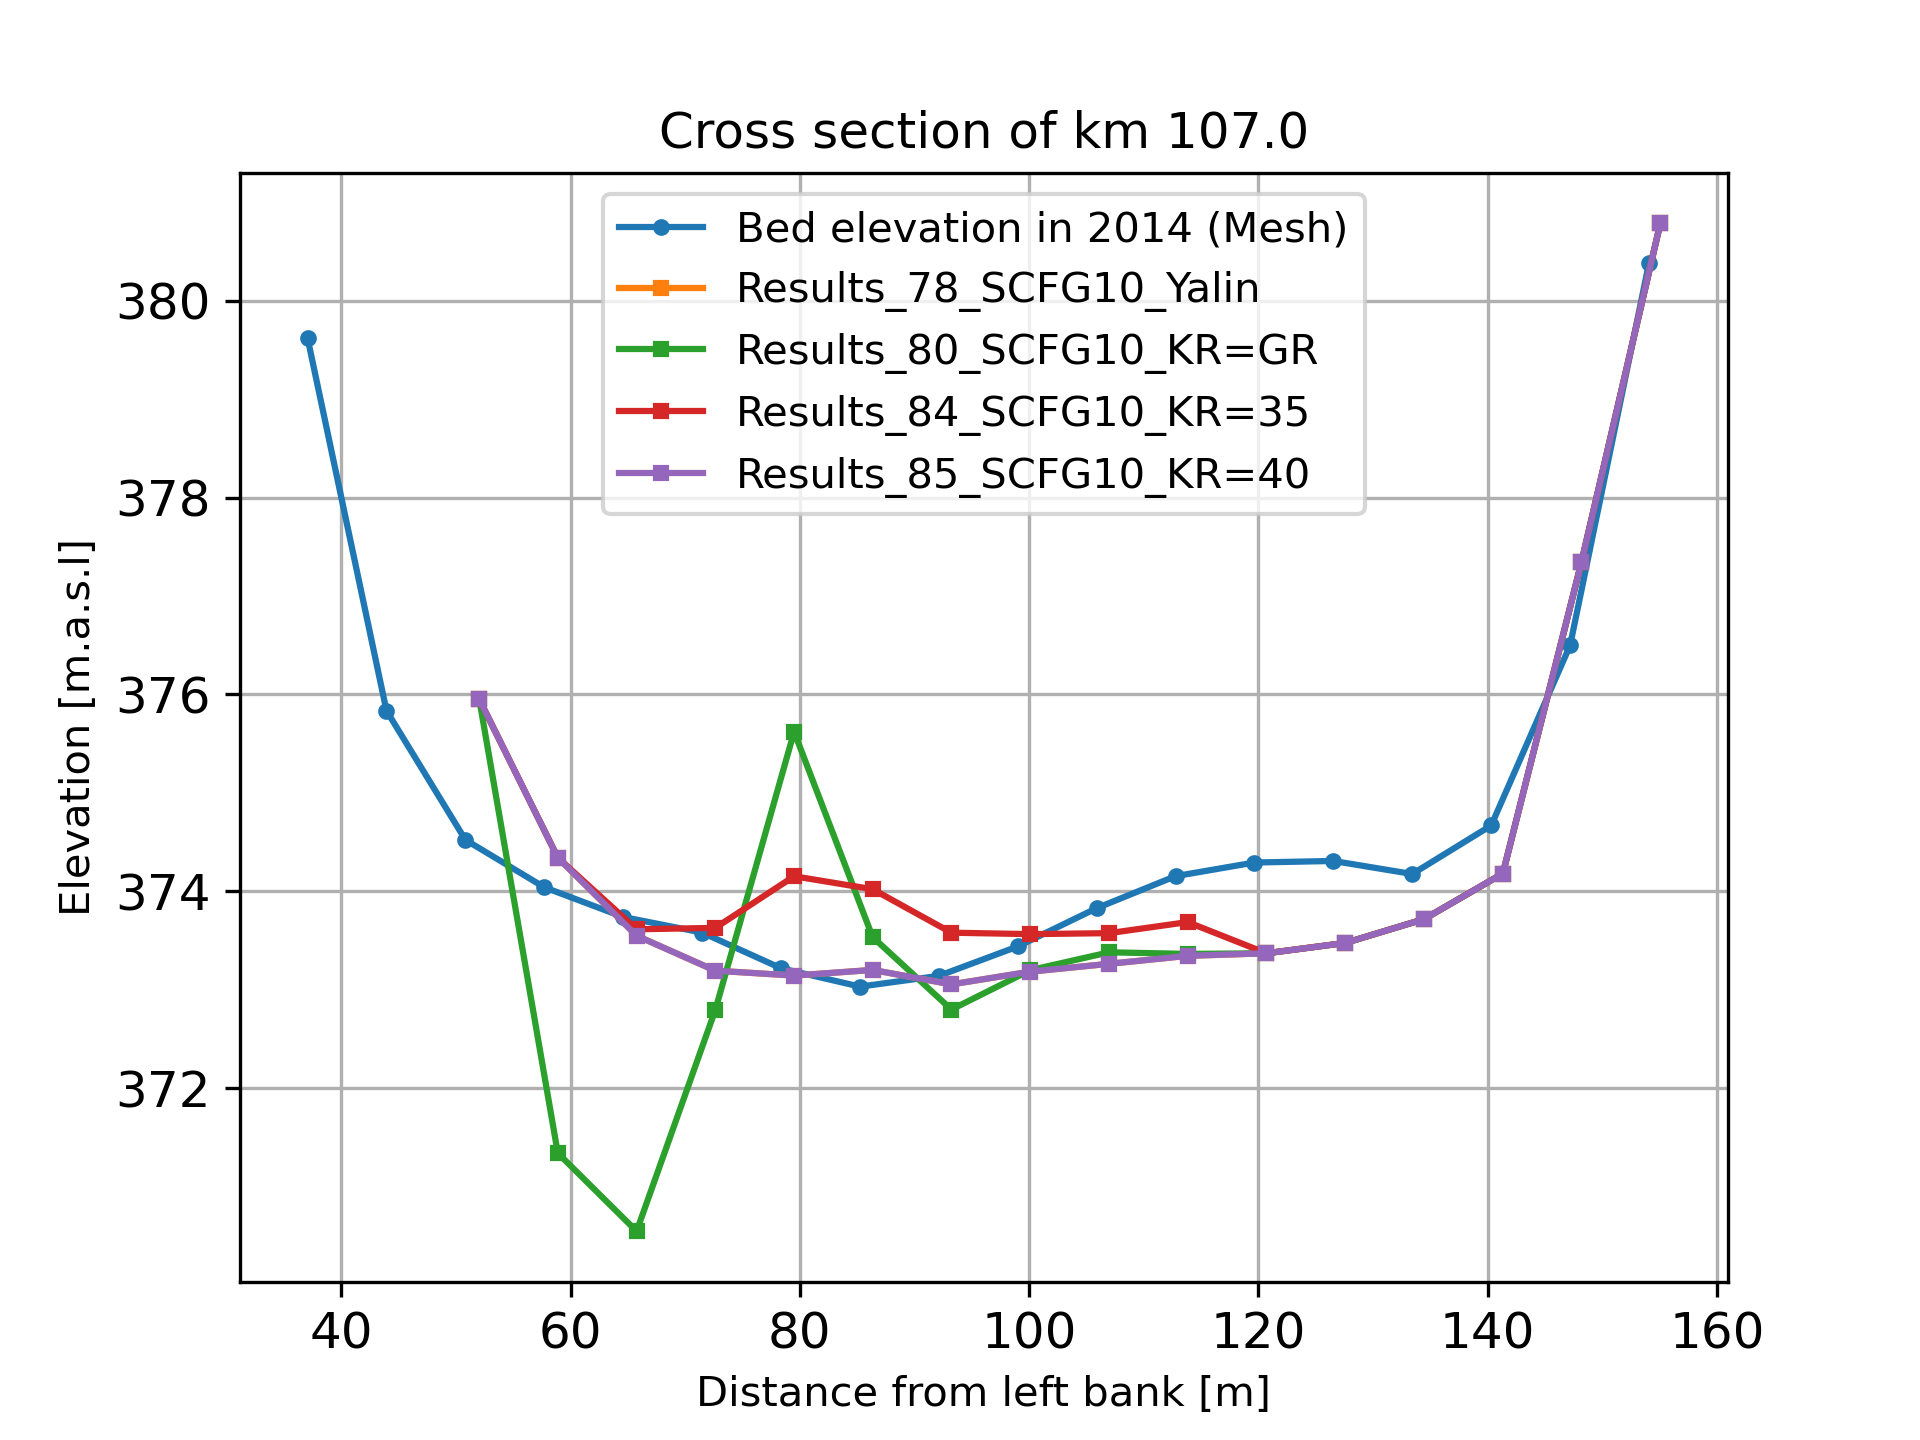 Cross section of km 107.0
Bed elevation in 2014 (Mesh)
Results_78_SCFG10_Yalin
Results_80_SCFG10_KR=GR
Results_84_SCFG10_KR=35
Results_85_SCFG10_KR=40
Elevation [m.a.s.l]
380
378
376
374
372
40 60 80 100 120 140 160
Distance from left bank [m]